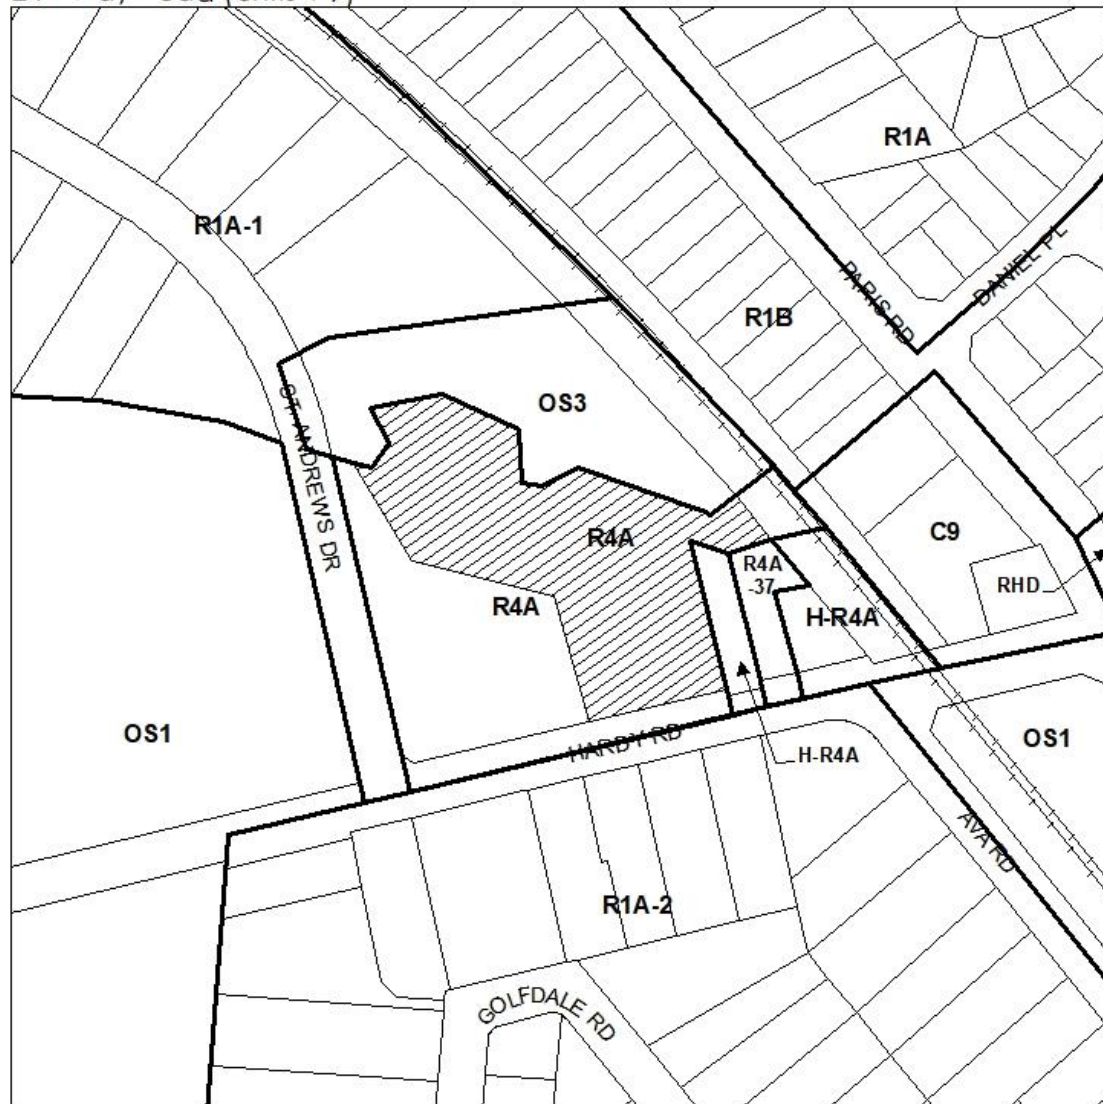 R1A
R1A-1
DANIEL PL
PARIS RD
R1B
OS3
ST. ANDREWS DR
R4A
C9
R4A
-37
RHD
R4A
H-R4A
OS1
HARDY RD
OS1
H-R4A
AVA RD
R1A-2
GOLFDALE RD